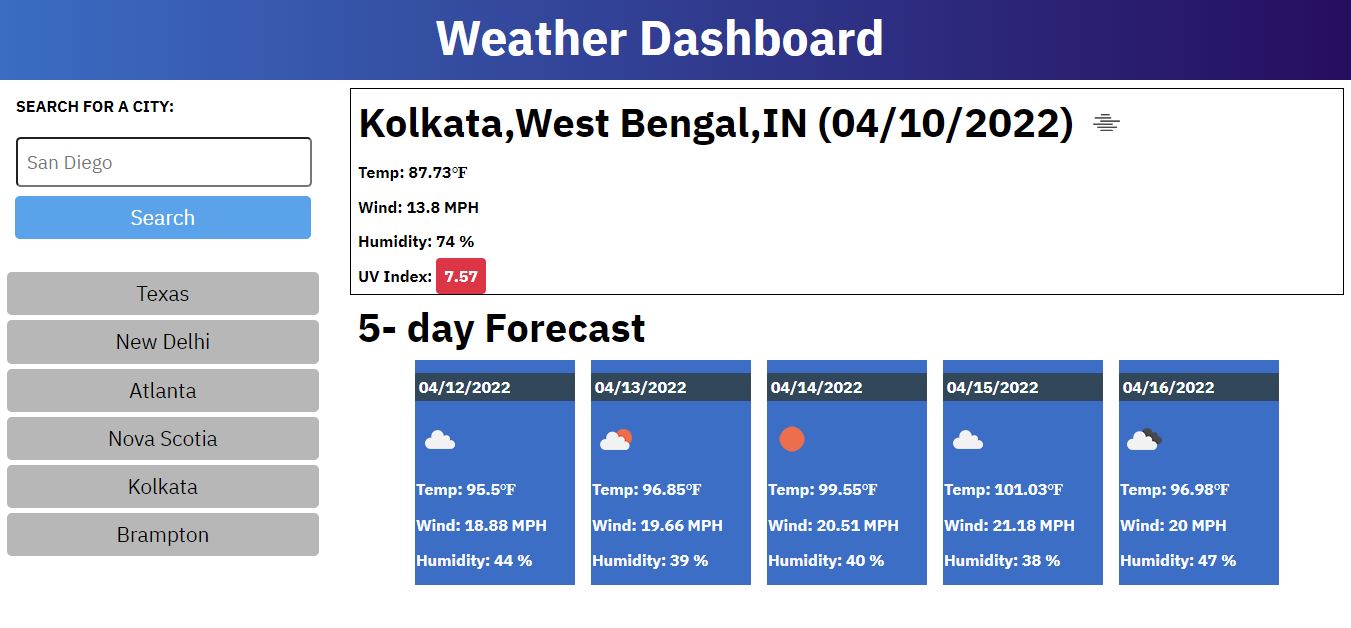 Weather Dashboard
SEARCH FOR A CITY:
San Diego
Search
Texas
New Delhi
Atlanta
Nova Scotia
Kolkata
Brampton
Kolkata,West Bengal,IN (04/10/2022)
Temp: 87.73°F
Wind: 13.8 MPH
Humidity: 74 %
UV Index: 7.57
5- day Forecast
04/12/2022
Temp: 95.5°F
Wind: 18.88 MPH
Humidity: 44 %
04/13/2022
Temp: 96.85°F
Wind: 19.66 MPH
Humidity: 39 %
04/14/2022
Temp: 99.55°F
Wind: 20.51 MPH
Humidity: 40 %
04/15/2022
Temp: 101.03°F
Wind: 21.18 MPH
Humidity: 38 %
04/16/2022
Temp: 96.98°F
Wind: 20 MPH
Humidity: 47 %